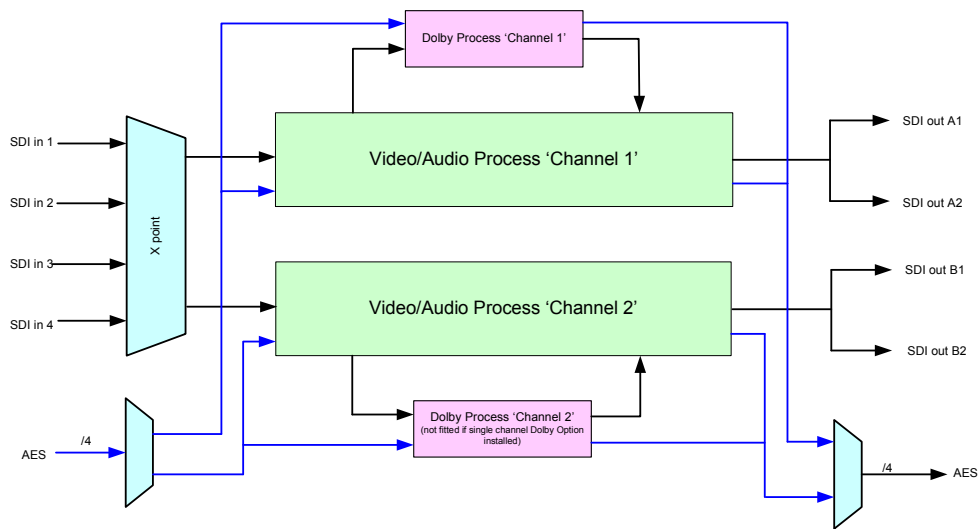 Dolby Process ‘Channel 1’
SDI in 1
SDI in 2
SDI in 3
SDI in 4
X point
Video/Audio Process ‘Channel 1’
SDI out A1
SDI out A2
Video/Audio Process ‘Channel 2’
SDI out B1
SDI out B2
Dolby Process ‘Channel 2’
(not fitted if single channel Dolby Option
installed)
/4
AES
/4
AES